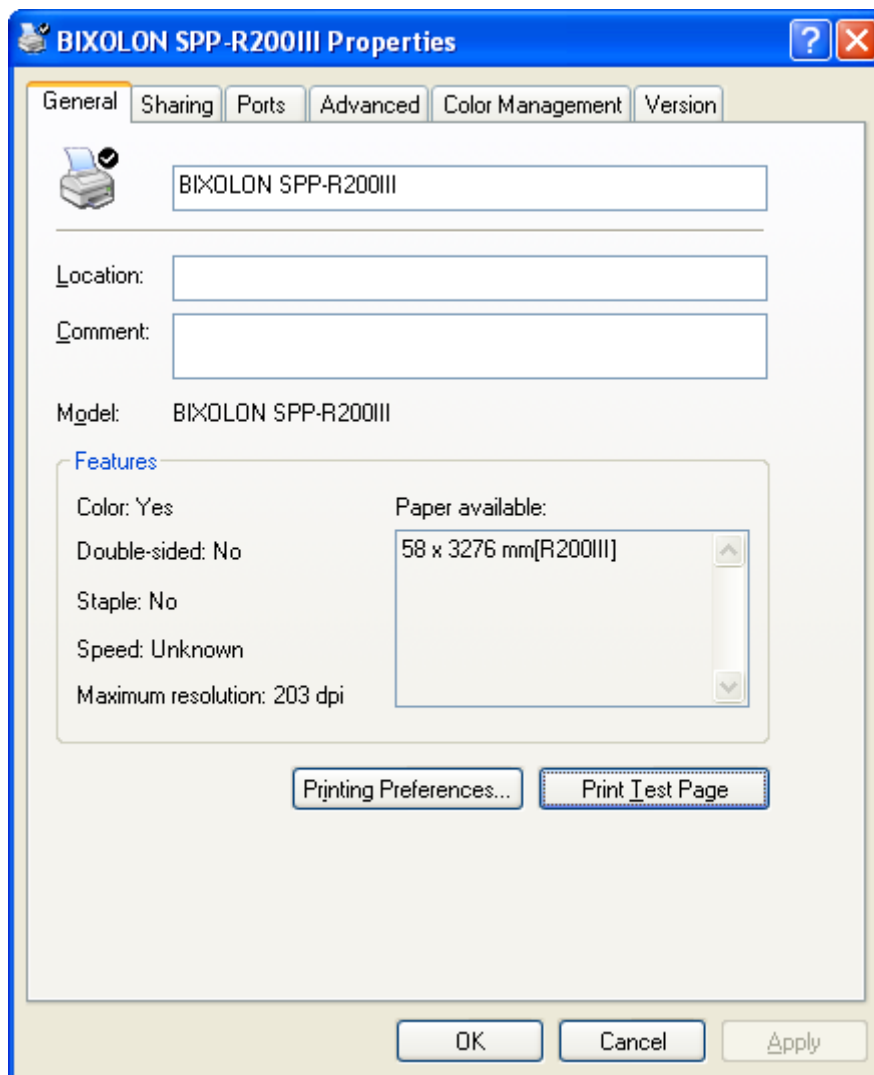 BIXOLON SPP-R200III Properties
General Sharing Ports Advanced Color Management Version
BIXOLON SPP-R200III
Location:
Comment:
Model: BIXOLON SPP-R200III
Features
Color: Yes
Paper available:
Double-sided: No
58 x 3276 mm[R200III]
Staple: No
Speed: Unknown
Maximum resolution: 203 dpi
Printing Preferences... Print Test Page
OK Cancel Apply